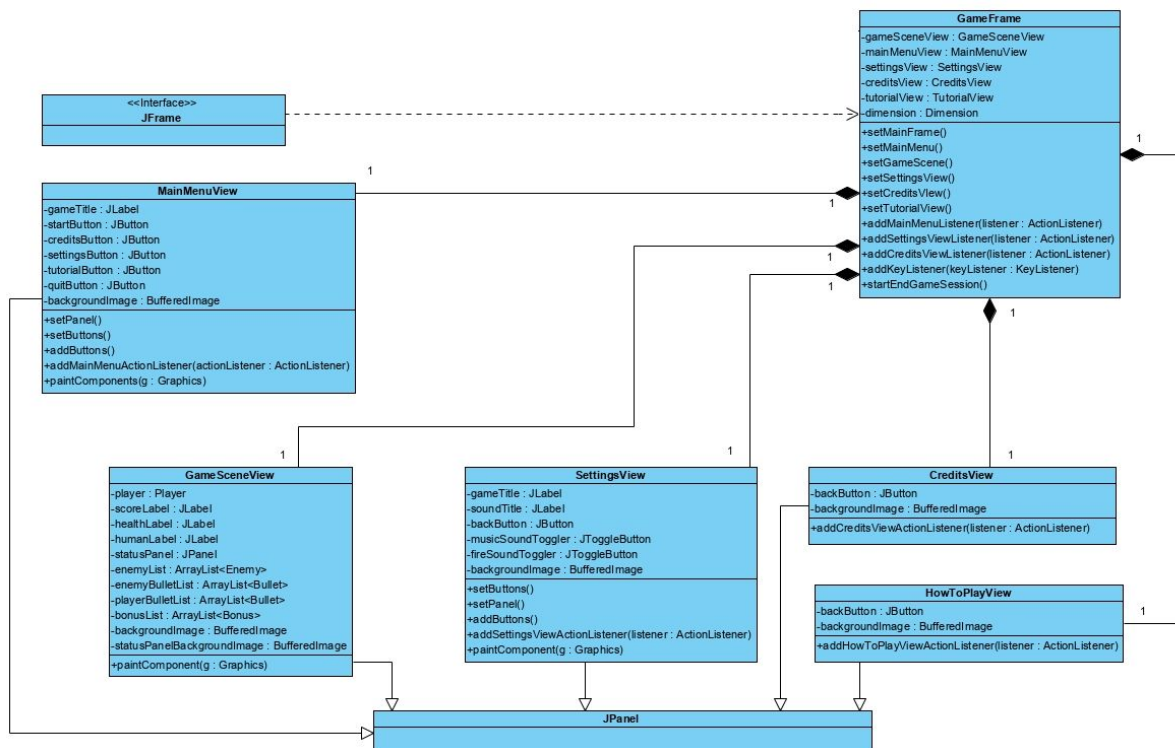 GameFrame
-gameSceneView : GameSceneView
-mainMenuView : MainMenuView
-settingsView : SettingsView
-creditsView : CreditsView
-tutorialView : TutorialView
-dimension : Dimension
+setMainFrame()
+setMainMenu()
+setGameScene()
+setSettingsView()
+setCreditsVIew()
+setTutorialView()
+addMainMenuListener(listener : ActionListener)
+addSettingsViewListener(listener : ActionListener)
+addCreditsViewListener(listener : ActionListener)
+addKeyListener(keyListener : KeyListener)
+startEndGameSession()
1
1
1
1
1
<<Interface>>
JFrame
1
MainMenuView
-gameTitle : JLabel
-startButton : JButton
-creditsButton : JButton
-settingsButton : JButton
-tutorialButton : JButton
-quitButton : JButton
-backgroundImage : BufferedImage
+setPanel()
+setButtons()
+addButtons()
+addMainMenuActionListener(actionListener : ActionListener)
+paintComponents(g : Graphics)
1
GameSceneView
-player : Player
-scoreLabel : JLabel
-healthLabel : JLabel
-humanLabel : JLabel
-statusPanel : JPanel
-enemyList : ArrayList<Enemy>
-enemyBulletList : ArrayList<Bullet>
-playerBulletList : ArrayList<Bullet>
-bonusList : ArrayList<Bonus>
-backgroundImage : BufferedImage
-statusPanelBackgroundImage : BufferedImage
+paintComponent(g : Graphics)
1
SettingsView
-gameTitle : JLabel
-soundTitle : JLabel
-backButton : JButton
-musicSoundToggler : JToggleButton
-fireSoundToggler : JToggleButton
-backgroundImage : BufferedImage
+setButtons()
+setPanel()
+addButtons()
+addSettingsViewActionListener(listener : ActionListener)
+paintComponent(g : Graphics)
1
CreditsView
-backButton : JButton
-backgroundImage : BufferedImage
+addCreditsViewActionListener(listener : ActionListener)
HowToPlayView
-backButton : JButton
-backgroundImage : BufferedImage
+addHowToPlayViewActionListener(listener : ActionListener)
1
JPanel